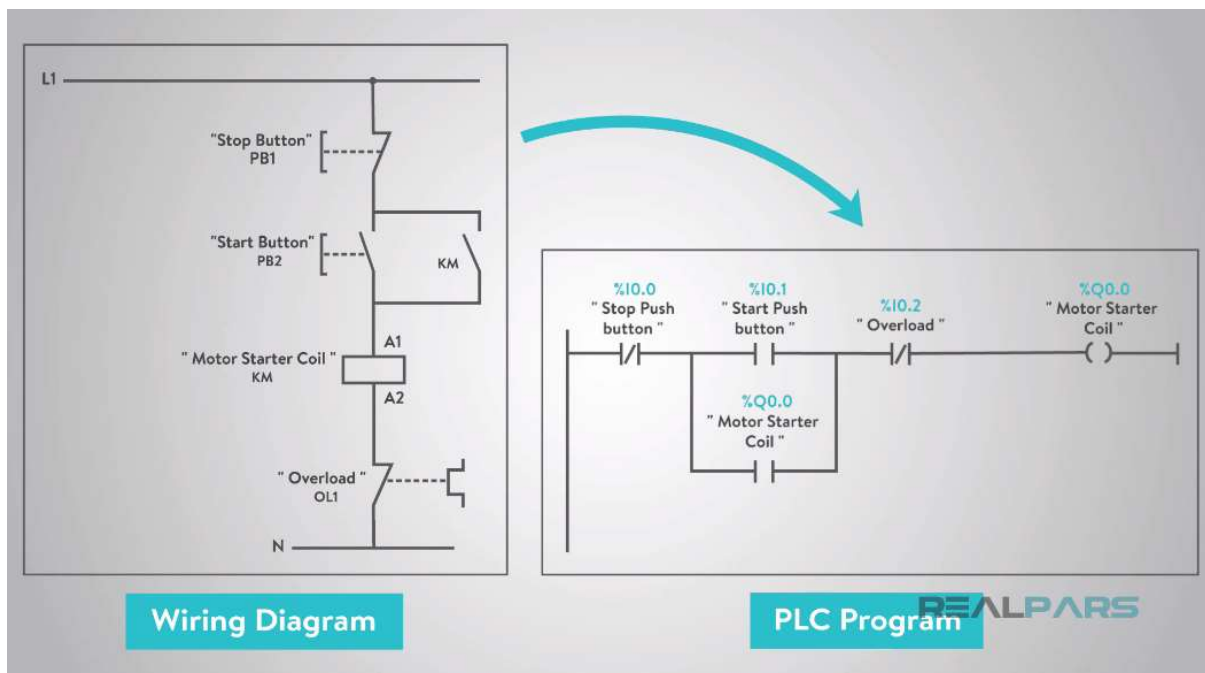 L1
"Stop Button"
PB1
"Start Button"
PB2
KM
A1
" Motor Starter Coil "
KM
A2
" Overload "
OL1
N
Wiring Diagram
%I0.0
" Stop Push
button "
%I0.1
" Start Push
button "
%I0.2
" Overload "
%Q0.0
" Motor Starter
Coil "
%Q0.0
" Motor Starter
Coil "
PLC Program
REALPARS